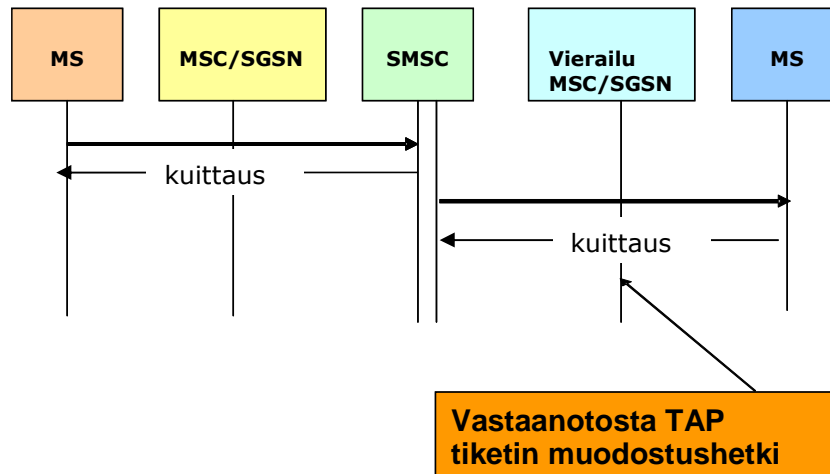 MS
MSC/SGSN
SMSC
Vierailu
MSC/SGSN
MS
kuittaus
kuittaus
Vastaanotosta TAP
tiketin muodostushetki